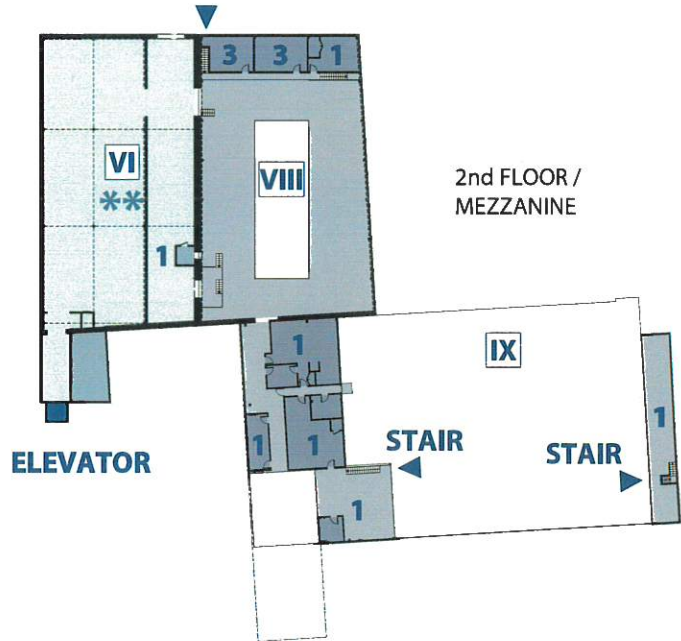 3 3 1
VI
**
VIII
2nd FLOOR /
MEZZANINE
1
1
IX
1
ELEVATOR
1 1
STAIR
STAIR
1